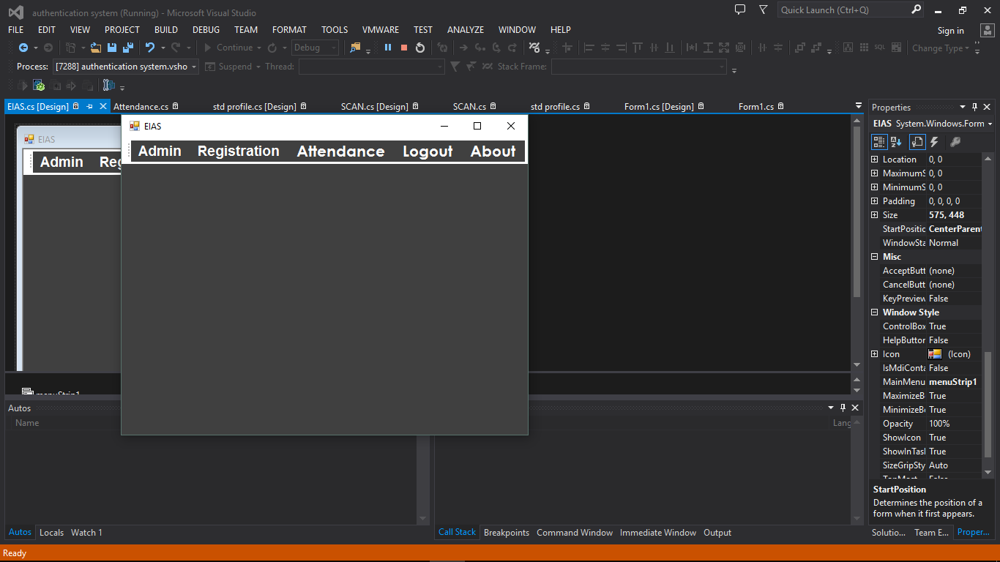 authentication system (Running) - Microsoft Visual Studio
Quick Launch (Ctrl+Q)
FILE EDIT VIEW PROJECT BUILD DEBUG TEAM FORMAT TOOLS VMWARE TEST ANALYZE WINDOW HELP
Sign in
Continue Debug
SQL Change Type
Process: [7288] authentication system.vsho Suspend Thread: Stack Frame:
EIAS.cs [Design] Attendance.cs std profile.cs [Design] SCAN.cs [Design] SCAN.cs std profile.cs Form1.cs [Design] Form1.cs
Properties
EIAS System.Windows.Form
EIAS
Admin Reg
EIAS
Admin Registration Attendance Logout About
menuStrip1
Location 0, 0
MaximumS 0, 0
MinimumS 0, 0
Padding 0, 0, 0, 0
Size 575, 448
StartPositic CenterParent
WindowSta Normal
Misc
AcceptButt (none)
CancelButt (none)
KeyPreview False
Window Style
ControlBox True
HelpButton False
Icon (Icon)
IsMdiConta False
MainMenu menuStrip1
MaximizeB True
MinimizeBo True
Opacity 100%
ShowIcon True
ShowInTasl True
SizeGripSty Auto
TopMost False
StartPosition
Determines the position of a
form when it first appears.
Autos
Name
Lang
Autos Locals Watch 1
Call Stack Breakpoints Command Window Immediate Window Output
Solutio... Team E... Proper...
Ready